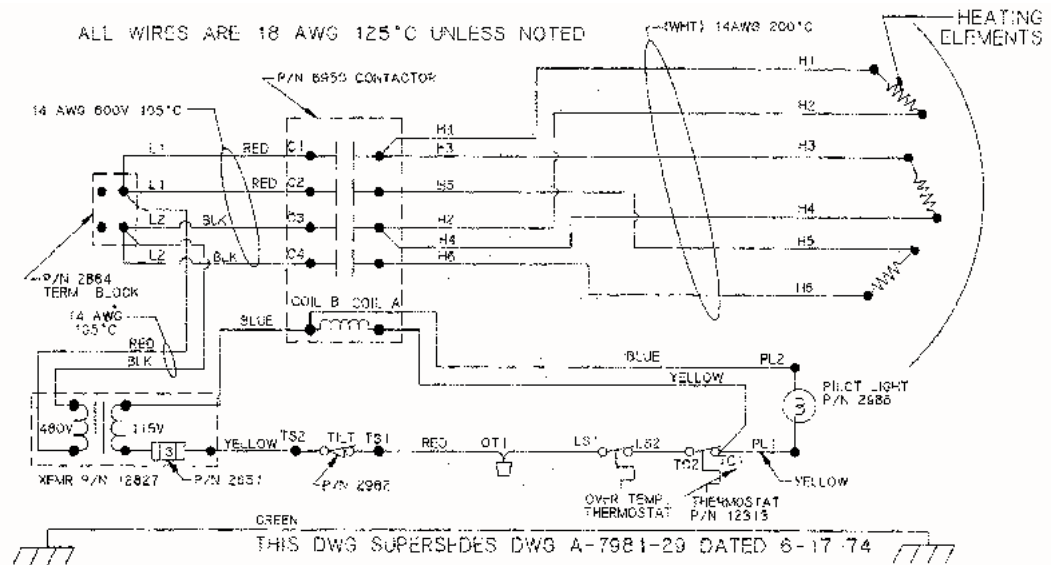 ALL WIRES ARE 18 AWG 125°C UNLESS NOTED
(WHT) 14AWG 200°C
HEATING
ELEMENTS
P/N 6950 CONTACTOR
14 AWG 600V 105°C
H1
H2
H3
H4
H5
H6
H1
H3
H5
H2
H4
H6
L1 RED C1
L1 RED C2
L2 BLK C3
L2 BLK C4
P/N 2884
TERM BLOCK
14 AWG
105°C
RED
BLK
COIL B COIL A
BLUE
BLUE
YELLOW
PL2
PILOT LIGHT
P/N 2986
480V
115V
3
XFMR P/N 12827
P/N 2651
YELLOW
TS2 TILT TS1
P/N 2982
RED
OT1
LS1 LS2
OVER TEMP.
THERMOSTAT
TC2 TC1
THERMOSTAT
P/N 12313
PL1
YELLOW
GREEN
THIS DWG SUPERSEDES DWG A-7981-29 DATED 6-17-74